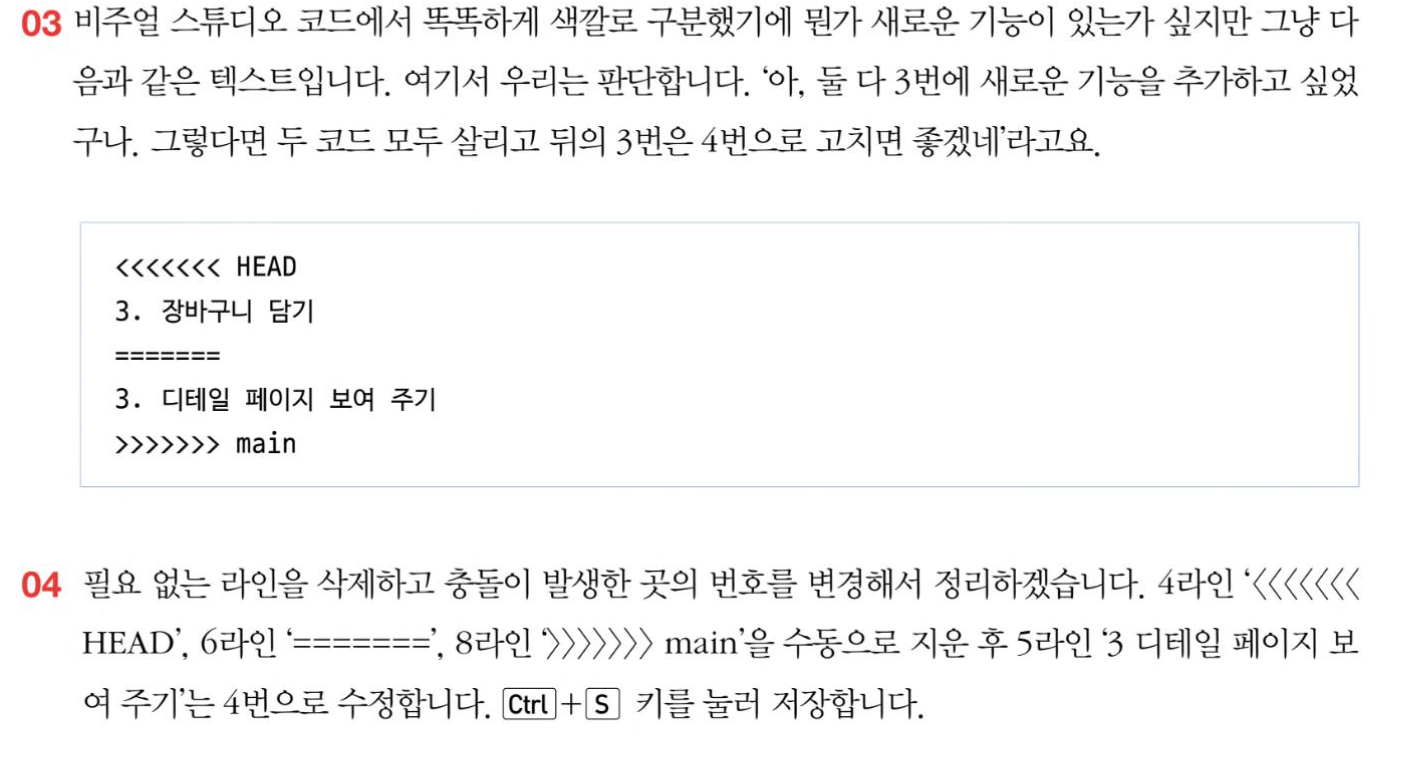 03 비주얼 스튜디오 코드에서 똑똑하게 색깔로 구분했기에 뭔가 새로운 기능이 있는가 싶지만 그냥 다
음과 같은 텍스트입니다. 여기서 우리는 판단합니다. ‘아, 둘 다 3번에 새로운 기능을 추가하고 싶었
구나. 그렇다면 두 코드 모두 살리고 뒤의 3번은 4번으로 고치면 좋겠네’라고요.
<<<<<<< HEAD
3. 장바구니 담기
=======
3. 디테일 페이지 보여 주기
>>>>>>> main
04 필요 없는 라인을 삭제하고 충돌이 발생한 곳의 번호를 변경해서 정리하겠습니다. 4라인 ‘<<<<<<<
HEAD’, 6라인 ‘=======’, 8라인 ‘>>>>>>> main’을 수동으로 지운 후 5라인 ‘3 디테일 페이지 보
여 주기’는 4번으로 수정합니다. Ctrl+S 키를 눌러 저장합니다.